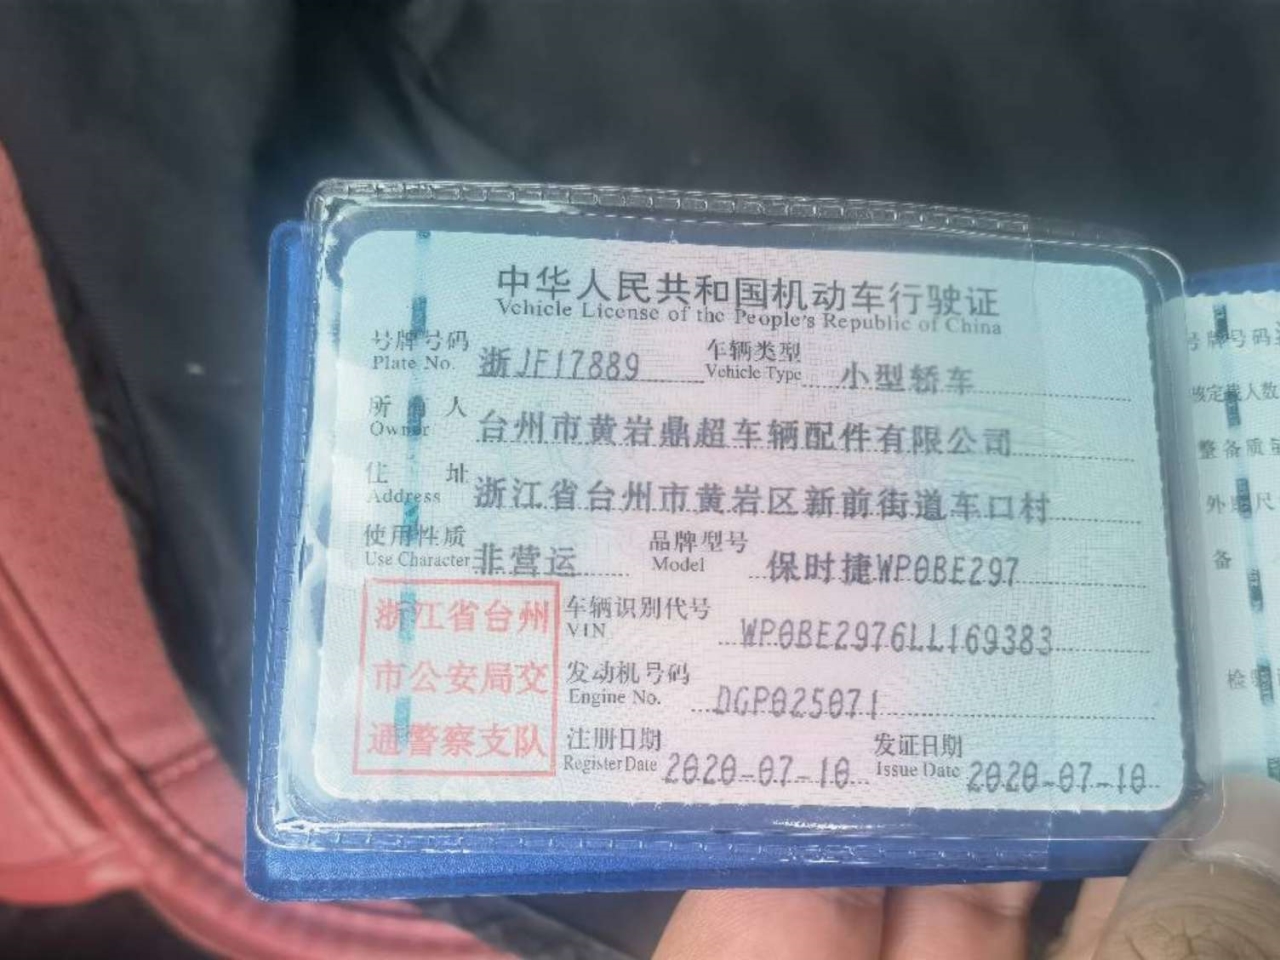 中华人民共和国机动车行驶证
Vehicle License of the People's Republic of China
号牌号码 浙JF17889 车辆类型 小型轿车
Plate No. Vehicle Type
所有人 台州市黄岩鼎超车辆配件有限公司
Owner
住址 浙江省台州市黄岩区新前街道车口村
Address
使用性质 非营运 品牌型号 保时捷WP0BE297
Use Character Model
浙江省台州
市公安局交
通警察支队
车辆识别代号 WP0BE2976LL169383
VIN
发动机号码 DGP025071
Engine No.
注册日期 2020-07-10 发证日期 2020-07-10
Register Date Issue Date
号牌号码
核定载人数
整备质量
外廓尺
备
检